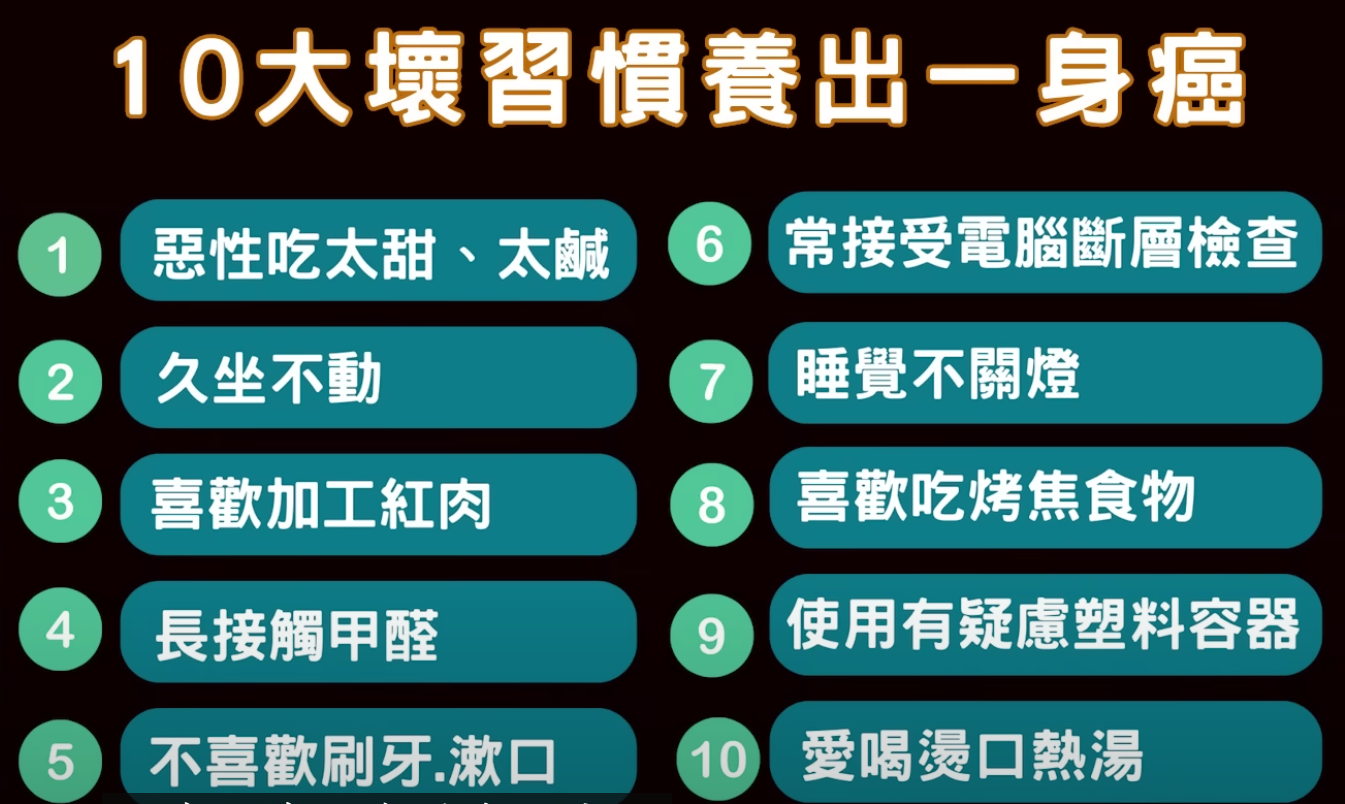 10大壞習慣養出一身癌
1 惡性吃太甜、太鹹
2 久坐不動
3 喜歡加工紅肉
4 長接觸甲醛
5 不喜歡刷牙.漱口
6 常接受電腦斷層檢查
7 睡覺不關燈
8 喜歡吃烤焦食物
9 使用有疑慮塑料容器
10 愛喝燙口熱湯